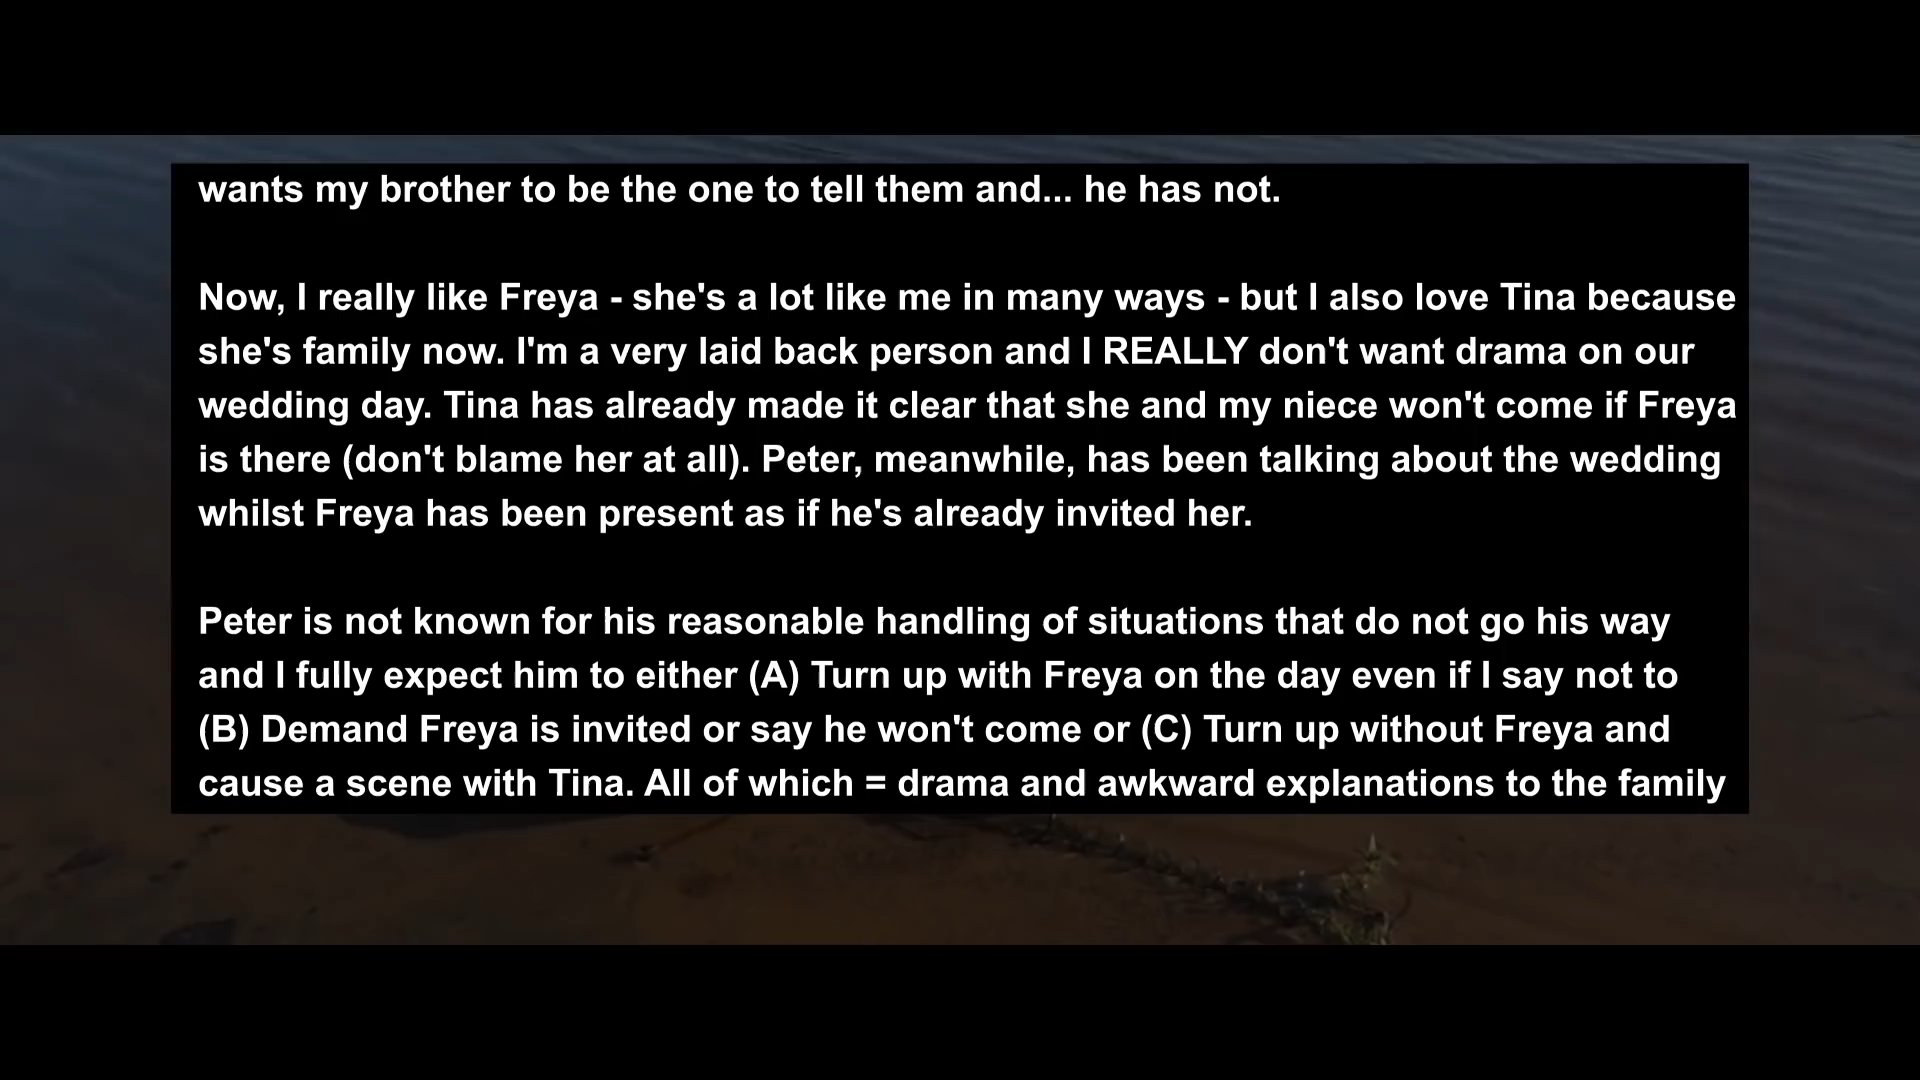 wants my brother to be the one to tell them and... he has not.
Now, I really like Freya - she's a lot like me in many ways - but I also love Tina because
she's family now. I'm a very laid back person and I REALLY don't want drama on our
wedding day. Tina has already made it clear that she and my niece won't come if Freya
is there (don't blame her at all). Peter, meanwhile, has been talking about the wedding
whilst Freya has been present as if he's already invited her.
Peter is not known for his reasonable handling of situations that do not go his way
and I fully expect him to either (A) Turn up with Freya on the day even if I say not to
(B) Demand Freya is invited or say he won't come or (C) Turn up without Freya and
cause a scene with Tina. All of which = drama and awkward explanations to the family